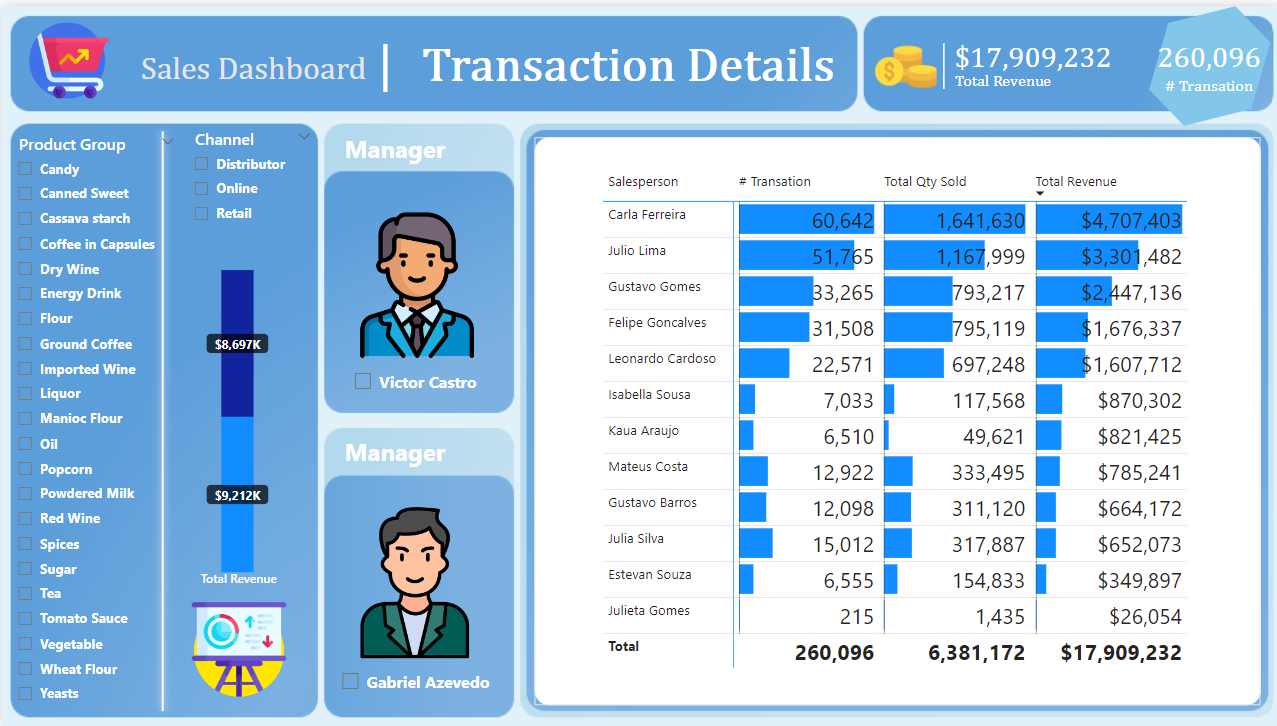 Sales Dashboard | Transaction Details
$17,909,232
Total Revenue
260,096
# Transation
Product Group
Candy
Canned Sweet
Cassava starch
Coffee in Capsules
Dry Wine
Energy Drink
Flour
Ground Coffee
Imported Wine
Liquor
Manioc Flour
Oil
Popcorn
Powdered Milk
Red Wine
Spices
Sugar
Tea
Tomato Sauce
Vegetable
Wheat Flour
Yeasts
Channel
Distributor
Online
Retail
$8,697K
$9,212K
Total Revenue
Manager
Victor Castro
Manager
Gabriel Azevedo
Salesperson # Transation Total Qty Sold Total Revenue
Carla Ferreira 60,642 1,641,630 $4,707,403
Julio Lima 51,765 1,167,999 $3,301,482
Gustavo Gomes 33,265 793,217 $2,447,136
Felipe Goncalves 31,508 795,119 $1,676,337
Leonardo Cardoso 22,571 697,248 $1,607,712
Isabella Sousa 7,033 117,568 $870,302
Kaua Araujo 6,510 49,621 $821,425
Mateus Costa 12,922 333,495 $785,241
Gustavo Barros 12,098 311,120 $664,172
Julia Silva 15,012 317,887 $652,073
Estevan Souza 6,555 154,833 $349,897
Julieta Gomes 215 1,435 $26,054
Total 260,096 6,381,172 $17,909,232